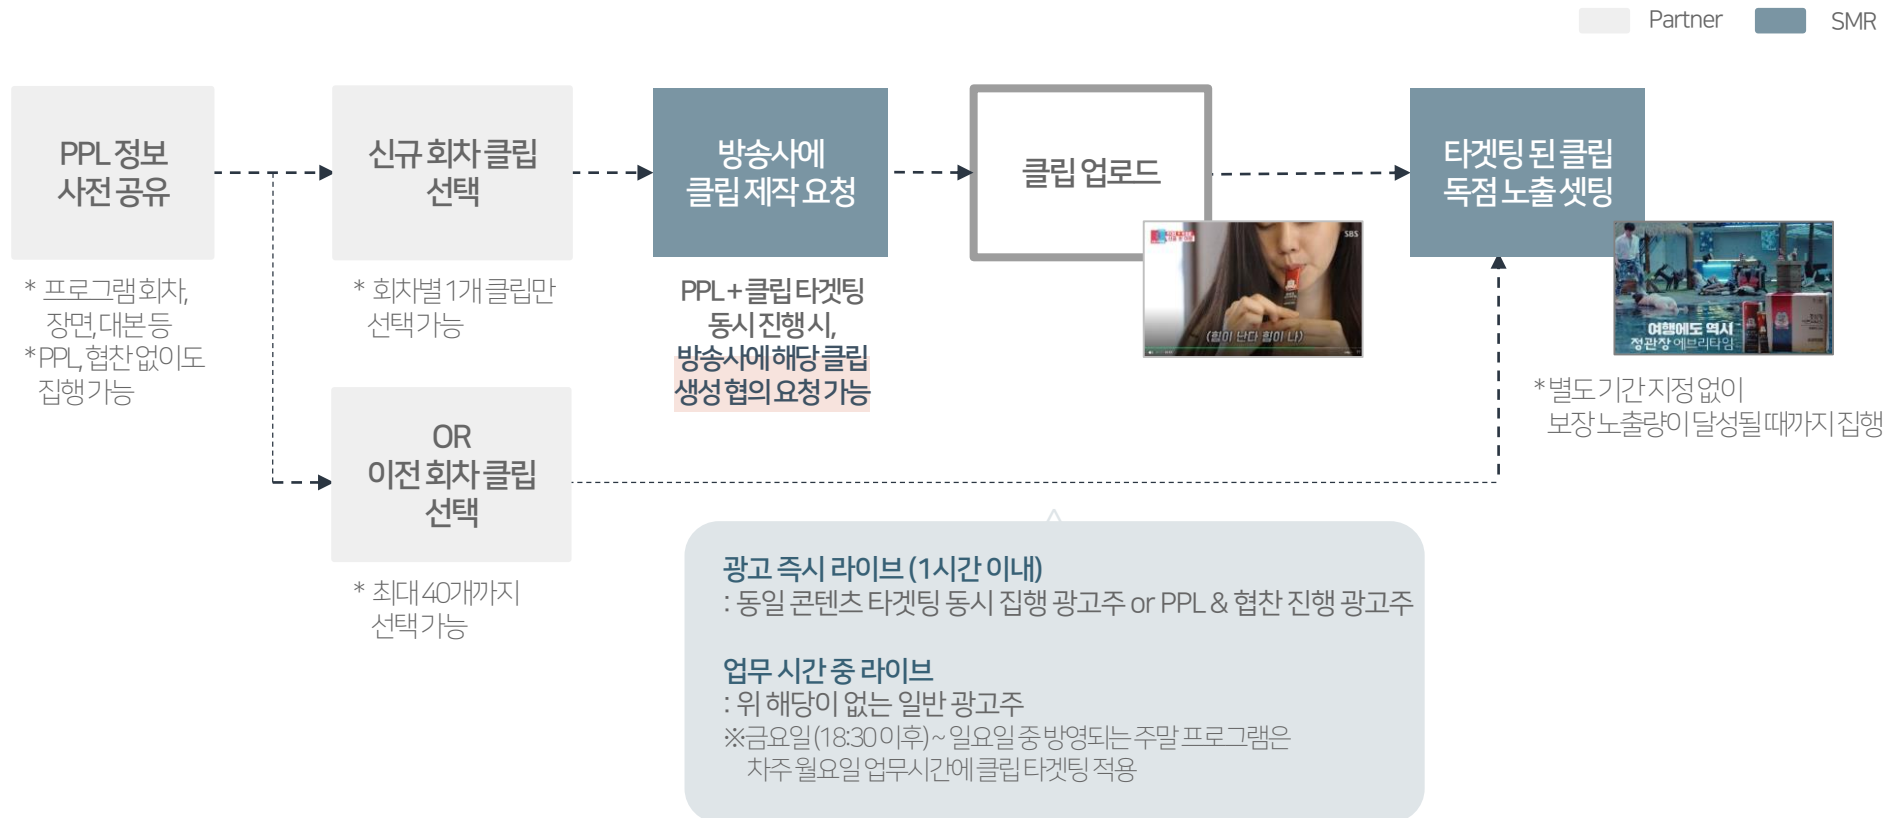 Partner
SMR
PPL 정보
사전 공유
* 프로그램 회차,
장면, 대본 등
*PPL, 협찬 없이도
집행 가능
신규 회차 클립
선택
* 회차별 1개 클립만
선택 가능
OR
이전 회차 클립
선택
* 최대 40개까지
선택 가능
방송사에
클립 제작 요청
PPL + 클립 타겟팅
동시 진행 시,
방송사에 해당 클립
생성 협의 요청 가능
클립 업로드
SBS
(힘이 난다 힘이 나)
타겟팅 된 클립
독점 노출 셋팅
여행에도 역시
정관장 에브리타임
* 별도 기간 지정 없이
보장 노출량이 달성될 때까지 집행
광고 즉시 라이브 (1시간 이내)
: 동일 콘텐츠 타겟팅 동시 집행 광고주 or PPL & 협찬 진행 광고주
업무 시간 중 라이브
: 위 해당이 없는 일반 광고주
※금요일 (18:30 이후) ~ 일요일 중 방영되는 주말 프로그램은
차주 월요일 업무시간에 클립 타겟팅 적용